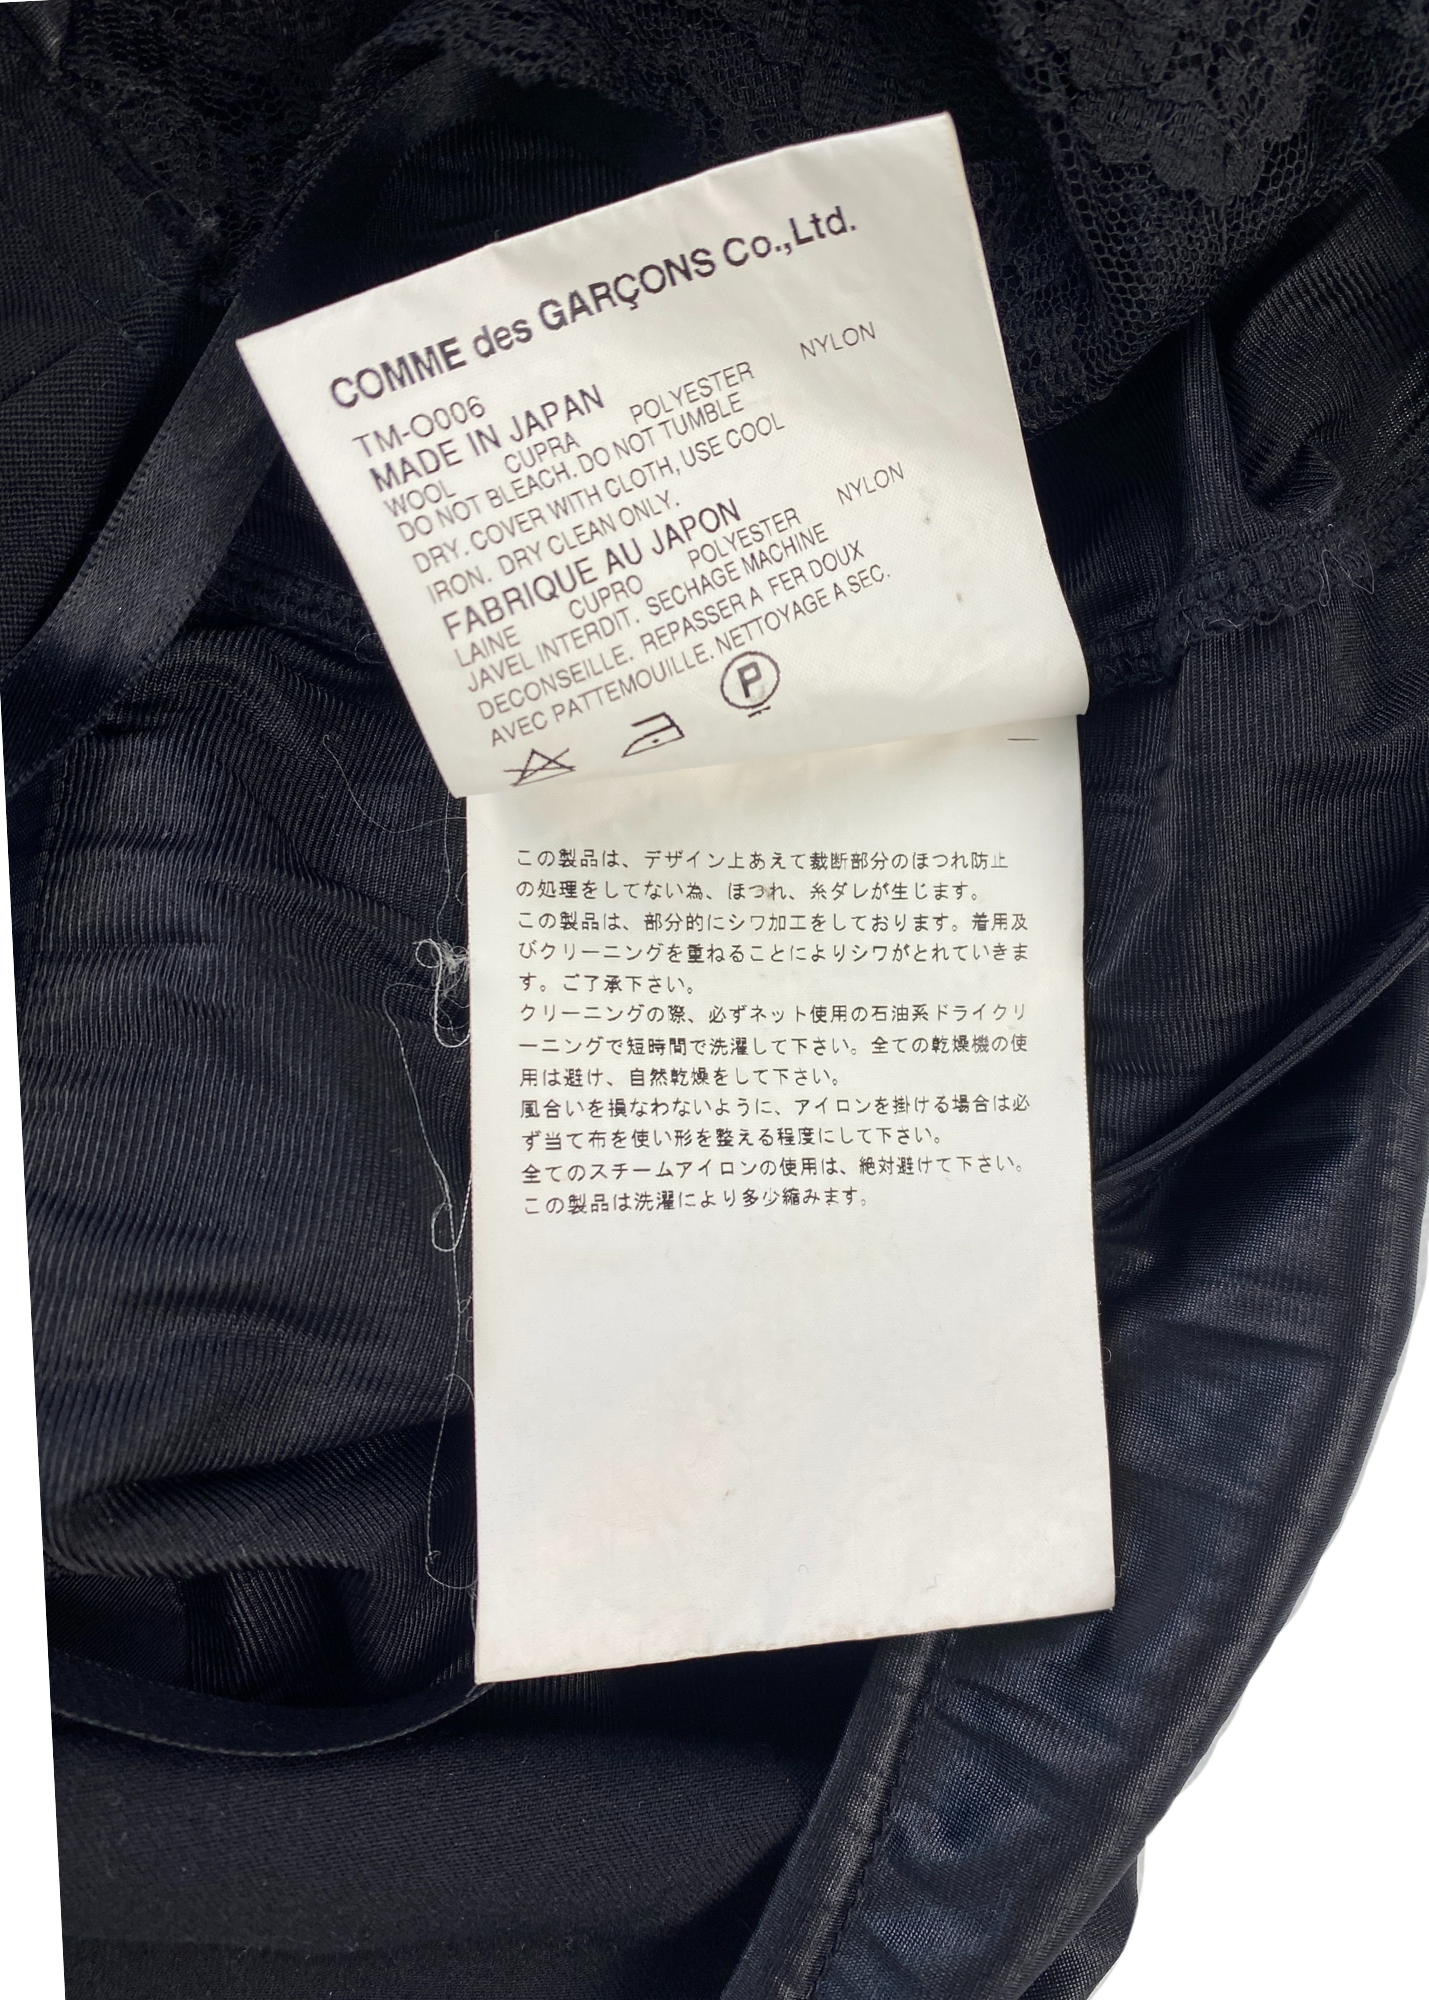 COMME des GARÇONS Co.,Ltd.
TM-O006
MADE IN JAPAN
WOOL CUPRA POLYESTER NYLON
DO NOT BLEACH. DO NOT TUMBLE
DRY. COVER WITH CLOTH, USE COOL
IRON. DRY CLEAN ONLY.
FABRIQUE AU JAPON
LAINE CUPRO POLYESTER NYLON
JAVEL INTERDIT. SECHAGE MACHINE
DECONSEILLE. REPASSER A FER DOUX
AVEC PATTEMOUILLE. NETTOYAGE A SEC.
P
この製品は、デザイン上あえて裁断部分のほつれ防止
の処理をしてない為、ほつれ、糸ダレが生じます。
この製品は、部分的にシワ加工をしております。着用及
びクリーニングを重ねることによりシワがとれていきま
す。ご了承下さい。
クリーニングの際、必ずネット使用の石油系ドライクリ
ーニングで短時間で洗濯して下さい。全ての乾燥機の使
用は避け、自然乾燥をして下さい。
風合いを損なわないように、アイロンを掛ける場合は必
ず当て布を使い形を整える程度にして下さい。
全てのスチームアイロンの使用は、絶対避けて下さい。
この製品は洗濯により多少縮みます。